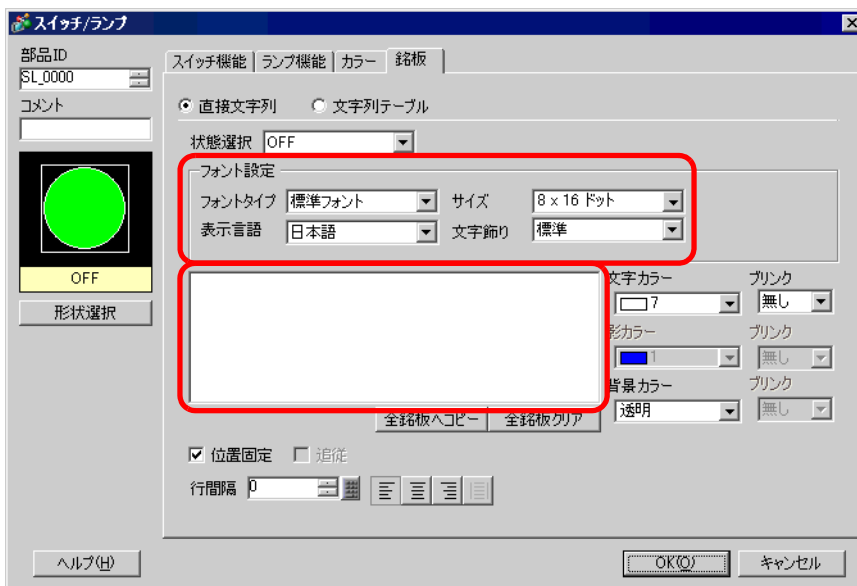 スイッチ/ランプ
部品ID
SL_0000
コメント
OFF
形状選択
スイッチ機能 ランプ機能 カラー 銘板
直接文字列 文字列テーブル
状態選択 OFF
フォント設定
フォントタイプ 標準フォント サイズ 8 x 16 ドット
表示言語 日本語 文字飾り 標準
文字カラー ブリンク
7 無し
影カラー ブリンク
1 無し
背景カラー ブリンク
透明 無し
全銘板へコピー 全銘板クリア
位置固定 追従
行間隔 0
ヘルプ(H) OK(O) キャンセル